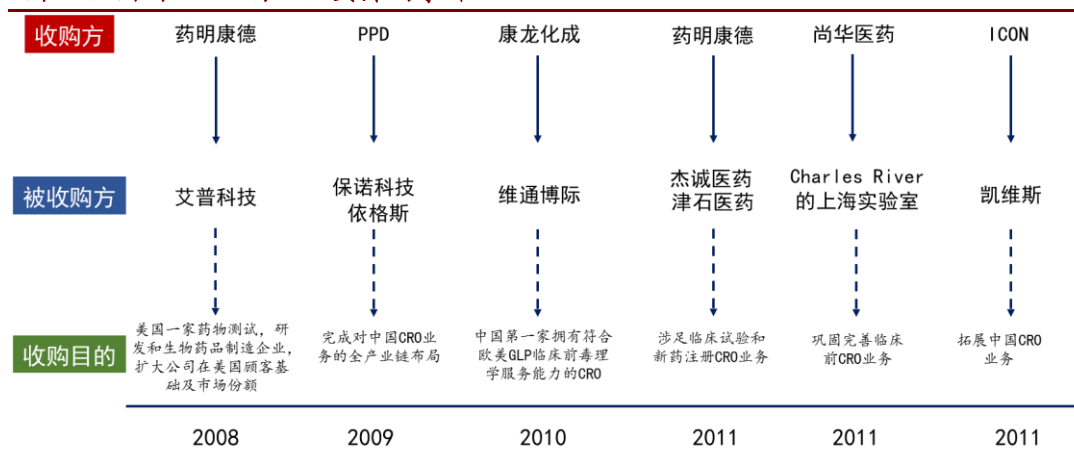 收购方
药明康德
PPD
康龙化成
药明康德
尚华医药
ICON
被收购方
艾普科技
保诺科技
依格斯
维通博际
杰诚医药
津石医药
Charles River
的上海实验室
凯维斯
收购目的
美国一家药物测试，研
发和生物药品制造企业，
扩大公司在美国顾客基
础及市场份额
完成对中国CRO业
务的全产业链布局
中国第一家拥有符合
欧美GLP临床前毒理
学服务能力的CRO
涉足临床试验和
新药注册CRO业务
巩固完善临床
前CRO业务
拓展中国CRO
业务
2008
2009
2010
2011
2011
2011